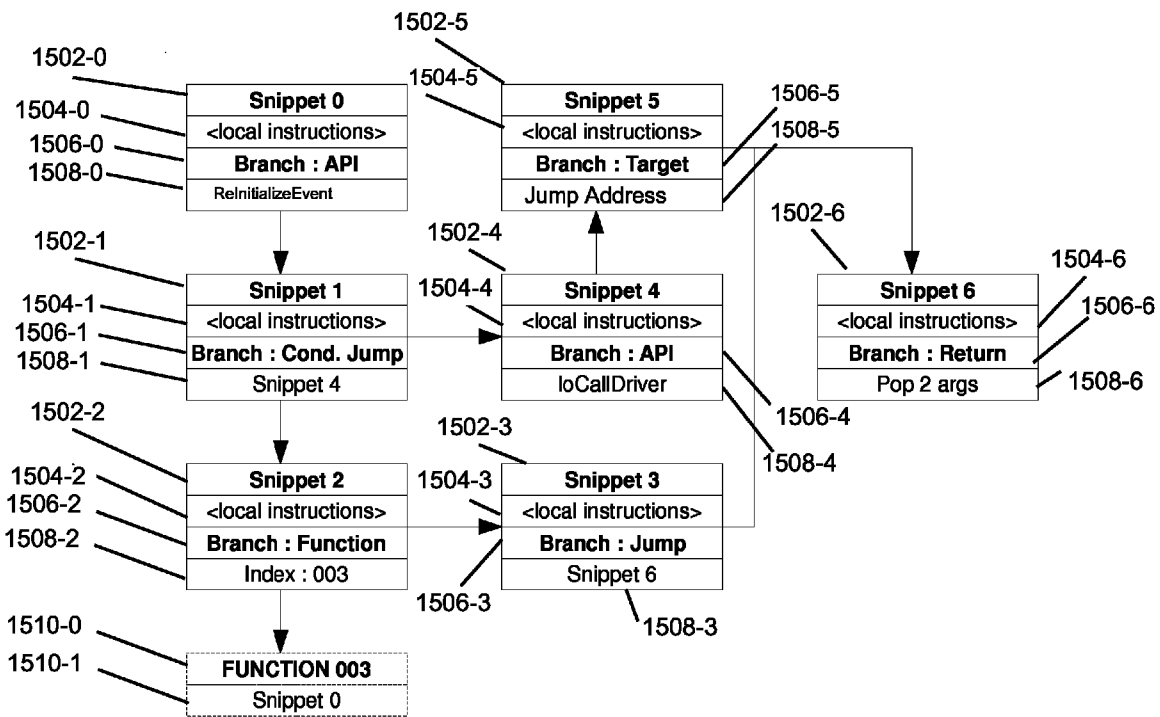 1502-0
1504-0
1506-0
1508-0
Snippet 0
<local instructions>
Branch : API
ReInitializeEvent
1502-1
1504-1
1506-1
1508-1
Snippet 1
<local instructions>
Branch : Cond. Jump
Snippet 4
1502-2
1504-2
1506-2
1508-2
Snippet 2
<local instructions>
Branch : Function
Index : 003
1510-0
1510-1
FUNCTION 003
Snippet 0
1502-5
1504-5
Snippet 5
<local instructions>
Branch : Target
Jump Address
1506-5
1508-5
1502-4
1504-4
Snippet 4
<local instructions>
Branch : API
IoCallDriver
1506-4
1508-4
1502-3
1504-3
Snippet 3
<local instructions>
Branch : Jump
Snippet 6
1506-3
1508-3
1502-6
1504-6
1506-6
1508-6
Snippet 6
<local instructions>
Branch : Return
Pop 2 args